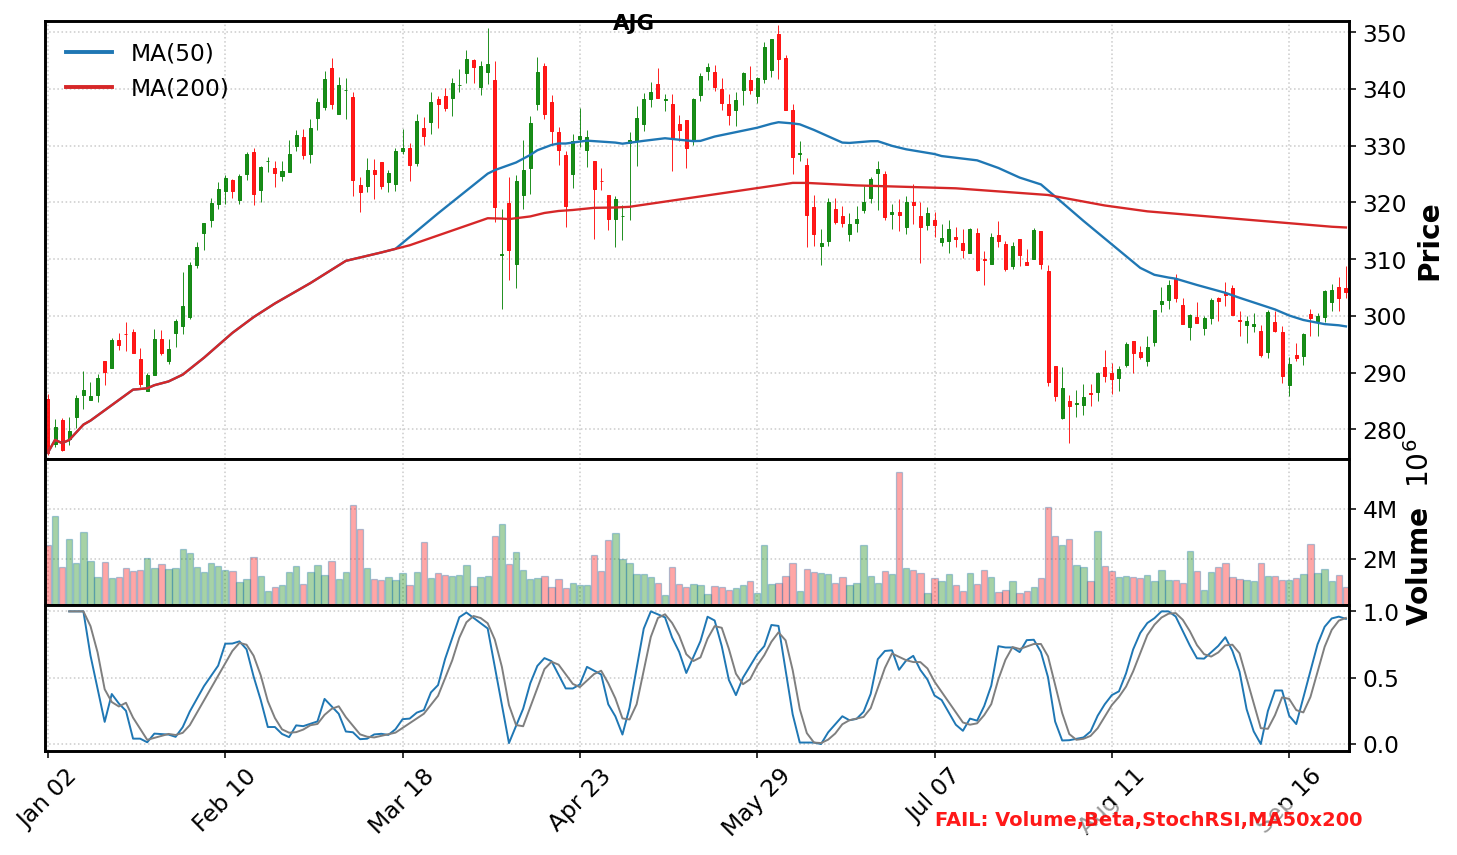 AJG
MA(50)
MA(200)
350
340
330
320
310
300
290
280
Price
10^6
4M
2M
Volume
1.0
0.5
0.0
Jan 02
Feb 10
Mar 18
Apr 23
May 29
Jul 07
Aug 11
Sep 16
FAIL: Volume,Beta,StochRSI,MA50x200